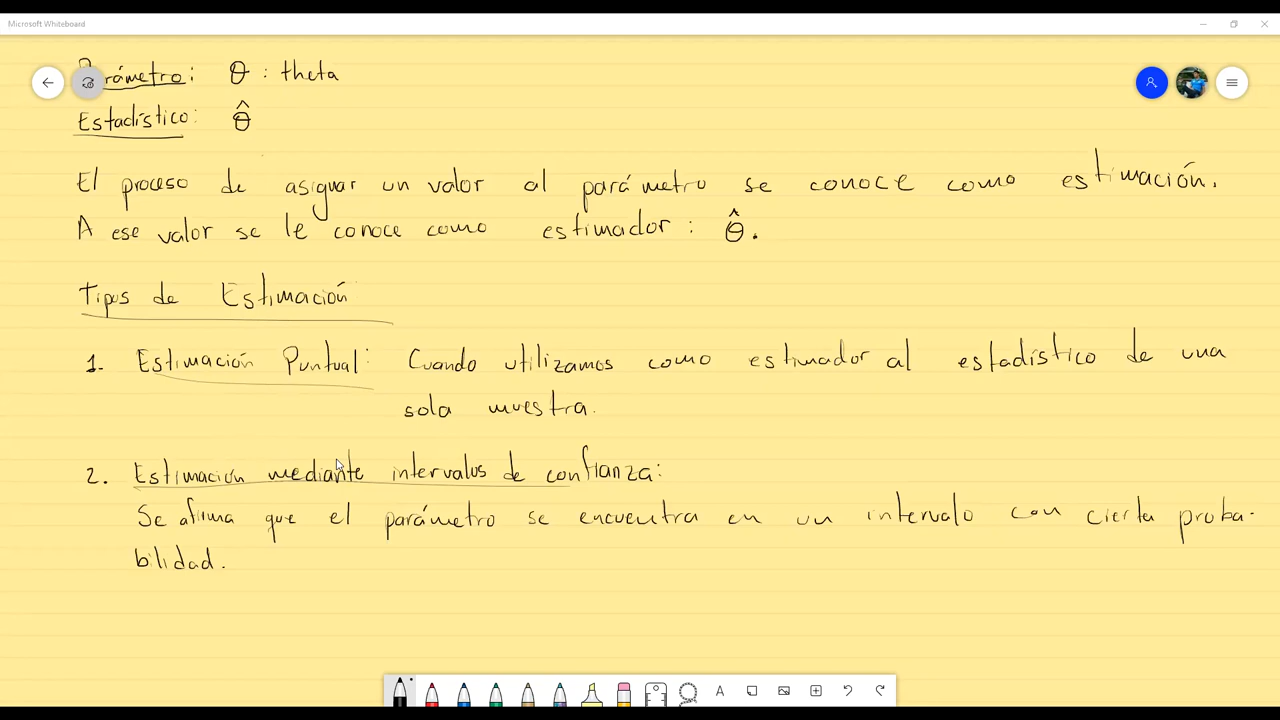 Microsoft Whiteboard
Parámetro: θ : theta
Estadístico: θ̂
El proceso de asignar un valor al parámetro se conoce como estimación.
A ese valor se le conoce como estimador: θ̂.
Tipos de Estimación
1. Estimación Puntual: Cuando utilizamos como estimador al estadístico de una
sola muestra.
2. Estimación mediante intervalos de confianza:
Se afirma que el parámetro se encuentra en un intervalo con cierta proba-
bilidad.
A